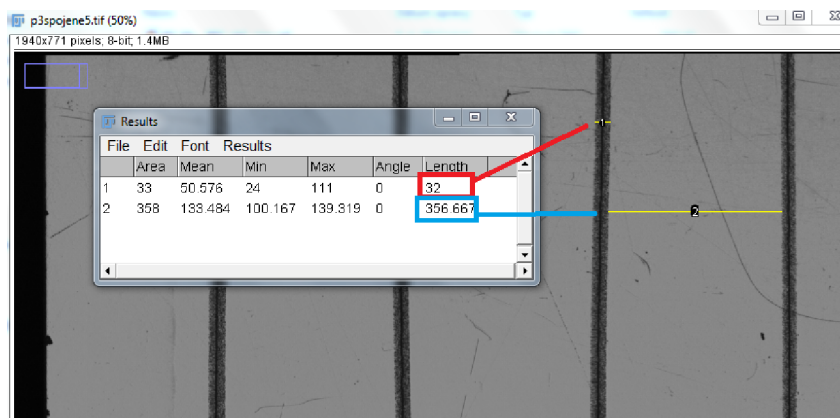 p3spojene5.tif (50%)
1940x771 pixels; 8-bit; 1.4MB
Results
File Edit Font Results
Area Mean Min Max Angle Length
1 33 50.576 24 111 0 32
2 358 133.484 100.167 139.319 0 356.667
1
2